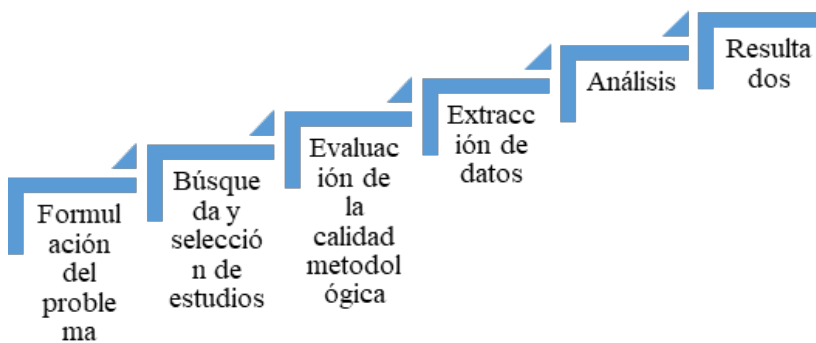 Formul
ación
del
proble
ma
Búsque
da y
selecció
n de
estudios
Evaluac
ión de
la
calidad
metodol
ógica
Extracc
ión de
datos
Análisis
Resulta
dos